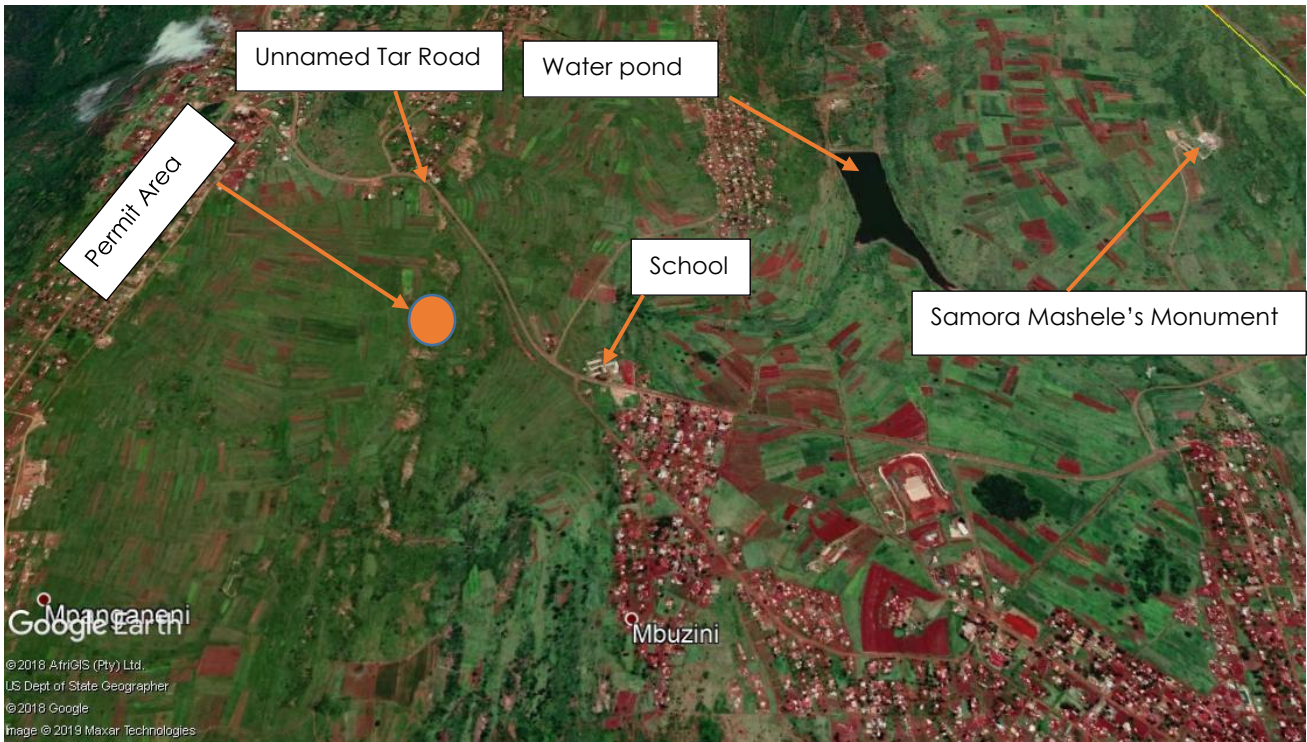 Unnamed Tar Road
Water pond
Permit Area
School
Samora Mashele’s Monument
Mpanganeni
Google Earth
Mbuzini
©2018 AfriGIS (Pty) Ltd.
US Dept of State Geographer
©2018 Google
Image © 2019 Maxar Technologies